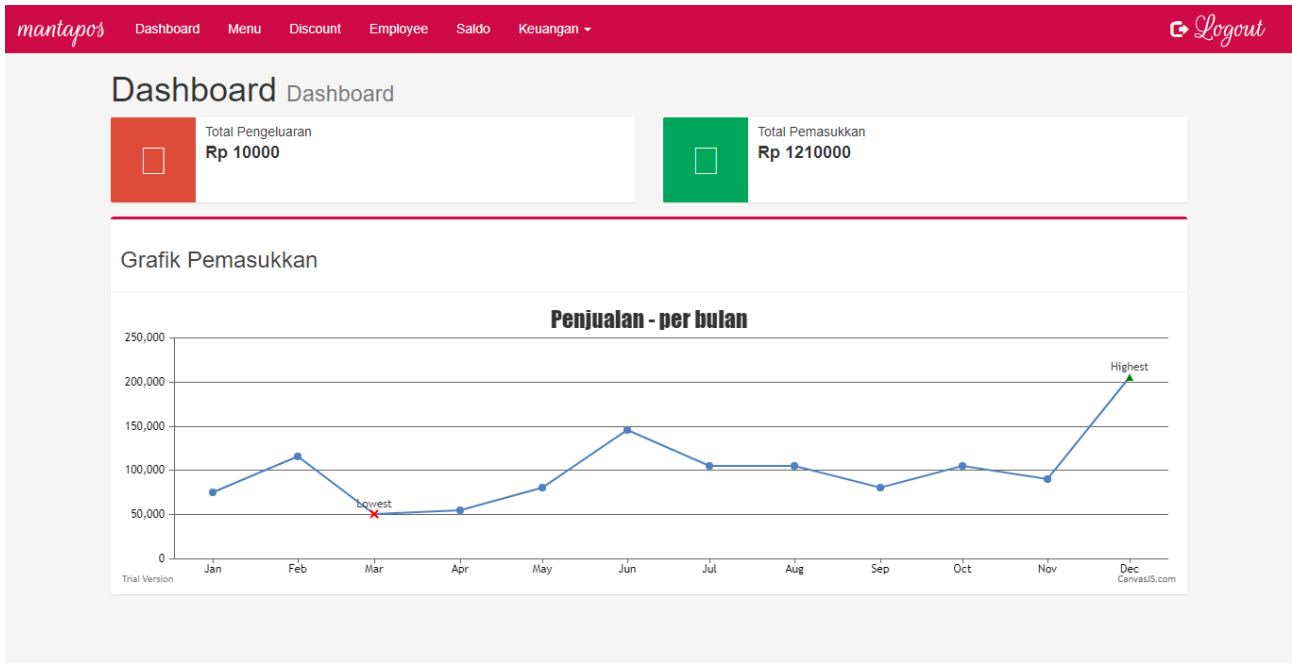 mantapos Dashboard Menu Discount Employee Saldo Keuangan Logout
Dashboard Dashboard
Total Pengeluaran
Rp 10000
Total Pemasukkan
Rp 1210000
Grafik Pemasukkan
Penjualan - per bulan
250,000
200,000
150,000
100,000
50,000
0
Highest
Lowest
Jan Feb Mar Apr May Jun Jul Aug Sep Oct Nov Dec
Trial Version
CanvasJS.com